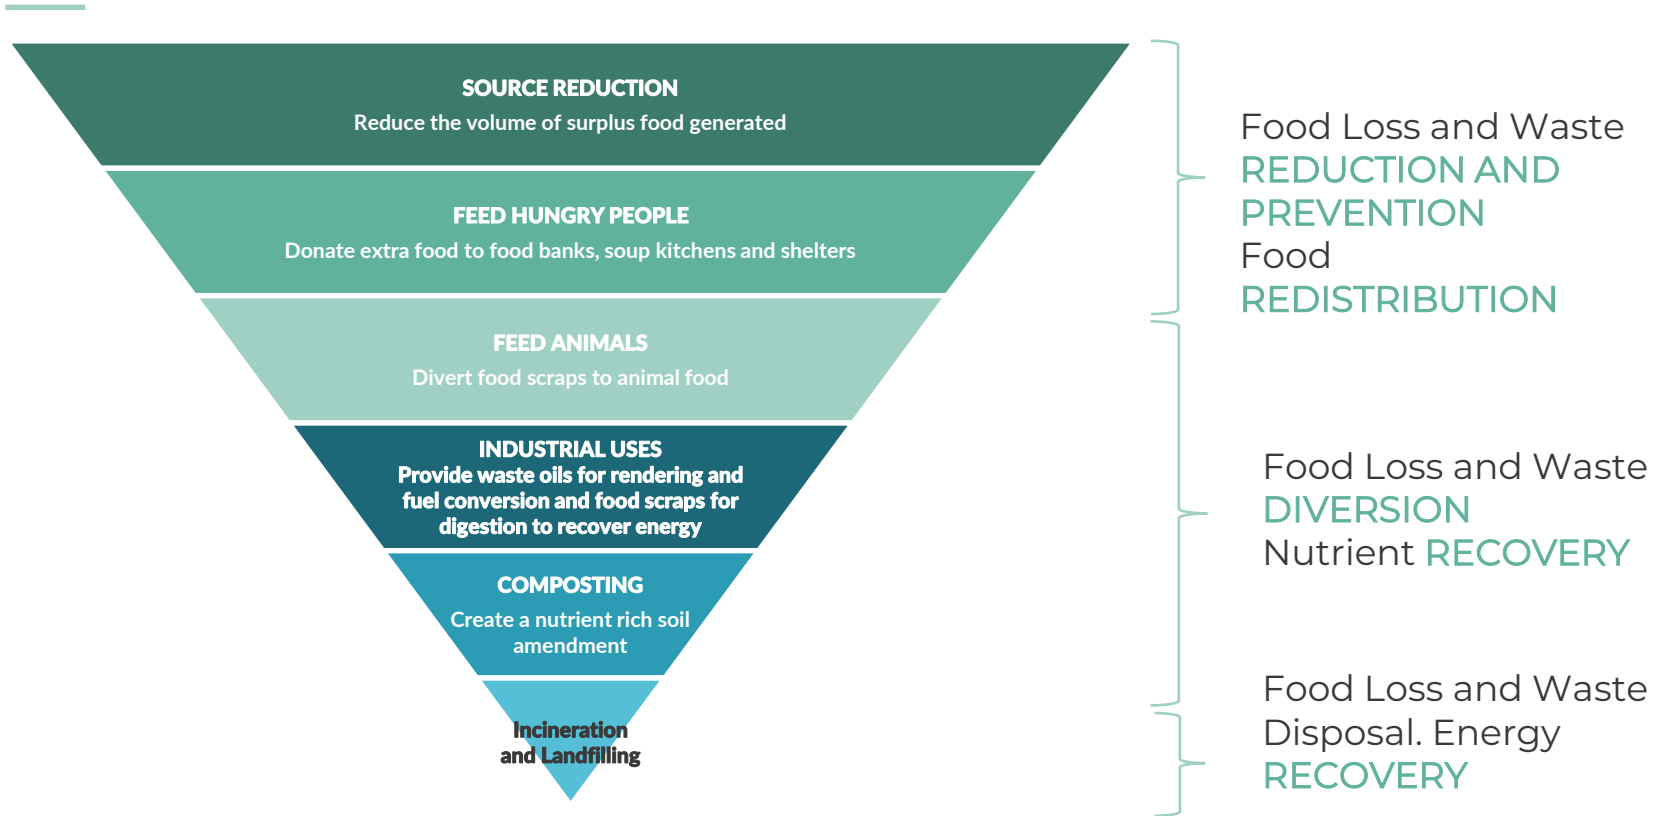 SOURCE REDUCTION
Reduce the volume of surplus food generated
FEED HUNGRY PEOPLE
Donate extra food to food banks, soup kitchens and shelters
FEED ANIMALS
Divert food scraps to animal food
INDUSTRIAL USES
Provide waste oils for rendering and
fuel conversion and food scraps for
digestion to recover energy
COMPOSTING
Create a nutrient rich soil
amendment
Incineration
and Landfilling
Food Loss and Waste
REDUCTION AND
PREVENTION
Food
REDISTRIBUTION
Food Loss and Waste
DIVERSION
Nutrient RECOVERY
Food Loss and Waste
Disposal. Energy
RECOVERY